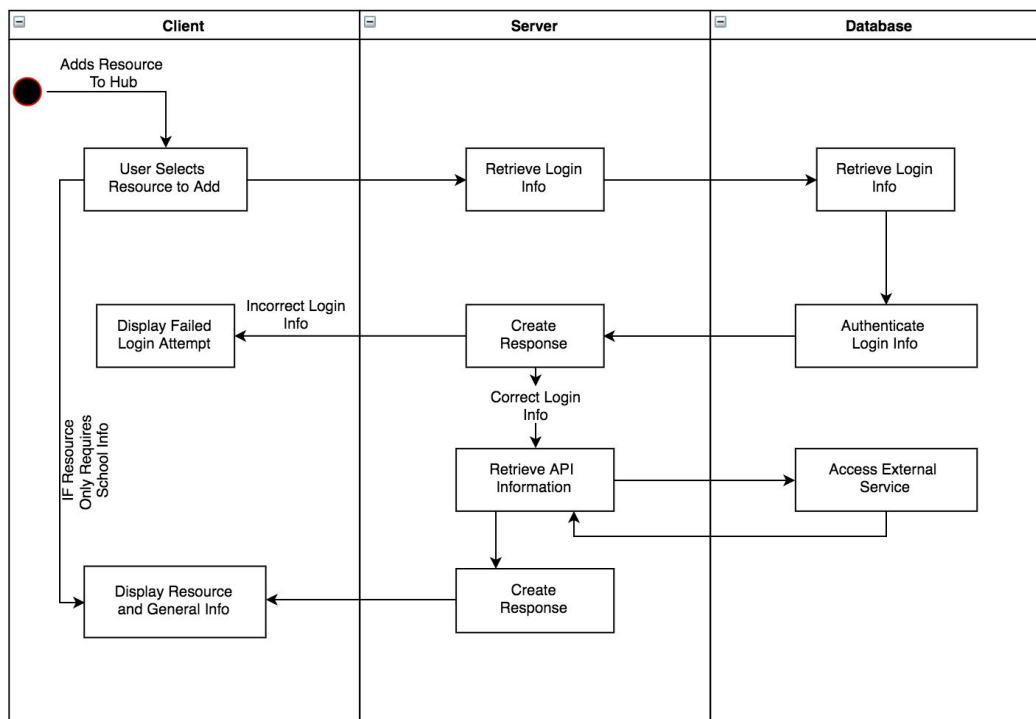 Client
Server
Database
Adds Resource
To Hub
User Selects
Resource to Add
Retrieve Login
Info
Retrieve Login
Info
Incorrect Login
Info
Display Failed
Login Attempt
Create
Response
Authenticate
Login Info
Correct Login
Info
IF Resource
Only Requires
School Info
Retrieve API
Information
Access External
Service
Display Resource
and General Info
Create
Response